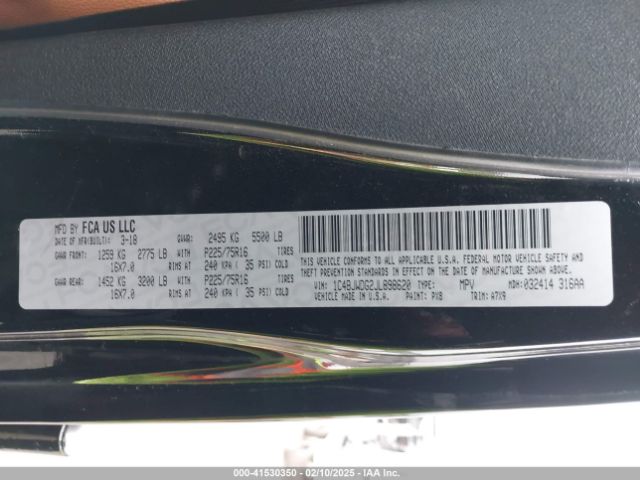 MFD BY FCA US LLC
DATE OF MFR(BUILT): 3-18 GVWR: 2495 KG 5500 LB
GAWR FRONT: 1259 KG 2775 LB WITH P225/75R16 TIRES
16X7.0 RIMS AT 240 KPA ( 35 PSI) COLD
GAWR REAR: 1452 KG 3200 LB WITH P225/75R16 TIRES
16X7.0 RIMS AT 240 KPA ( 35 PSI) COLD
THIS VEHICLE CONFORMS TO ALL APPLICABLE U.S.A. FEDERAL MOTOR VEHICLE SAFETY,
BUMPER, AND THEFT PREVENTION STANDARDS IN EFFECT ON THE DATE OF MANUFACTURE SHOWN ABOVE.
VIN: 1C4BJWDG2JL898620 TYPE: MPV MDH: 032414 316AA
VEHICLE MADE IN U.S.A. PAINT: PX8 TRIM: A7X9
000-41530350 - 02/10/2025 - IAA Inc.